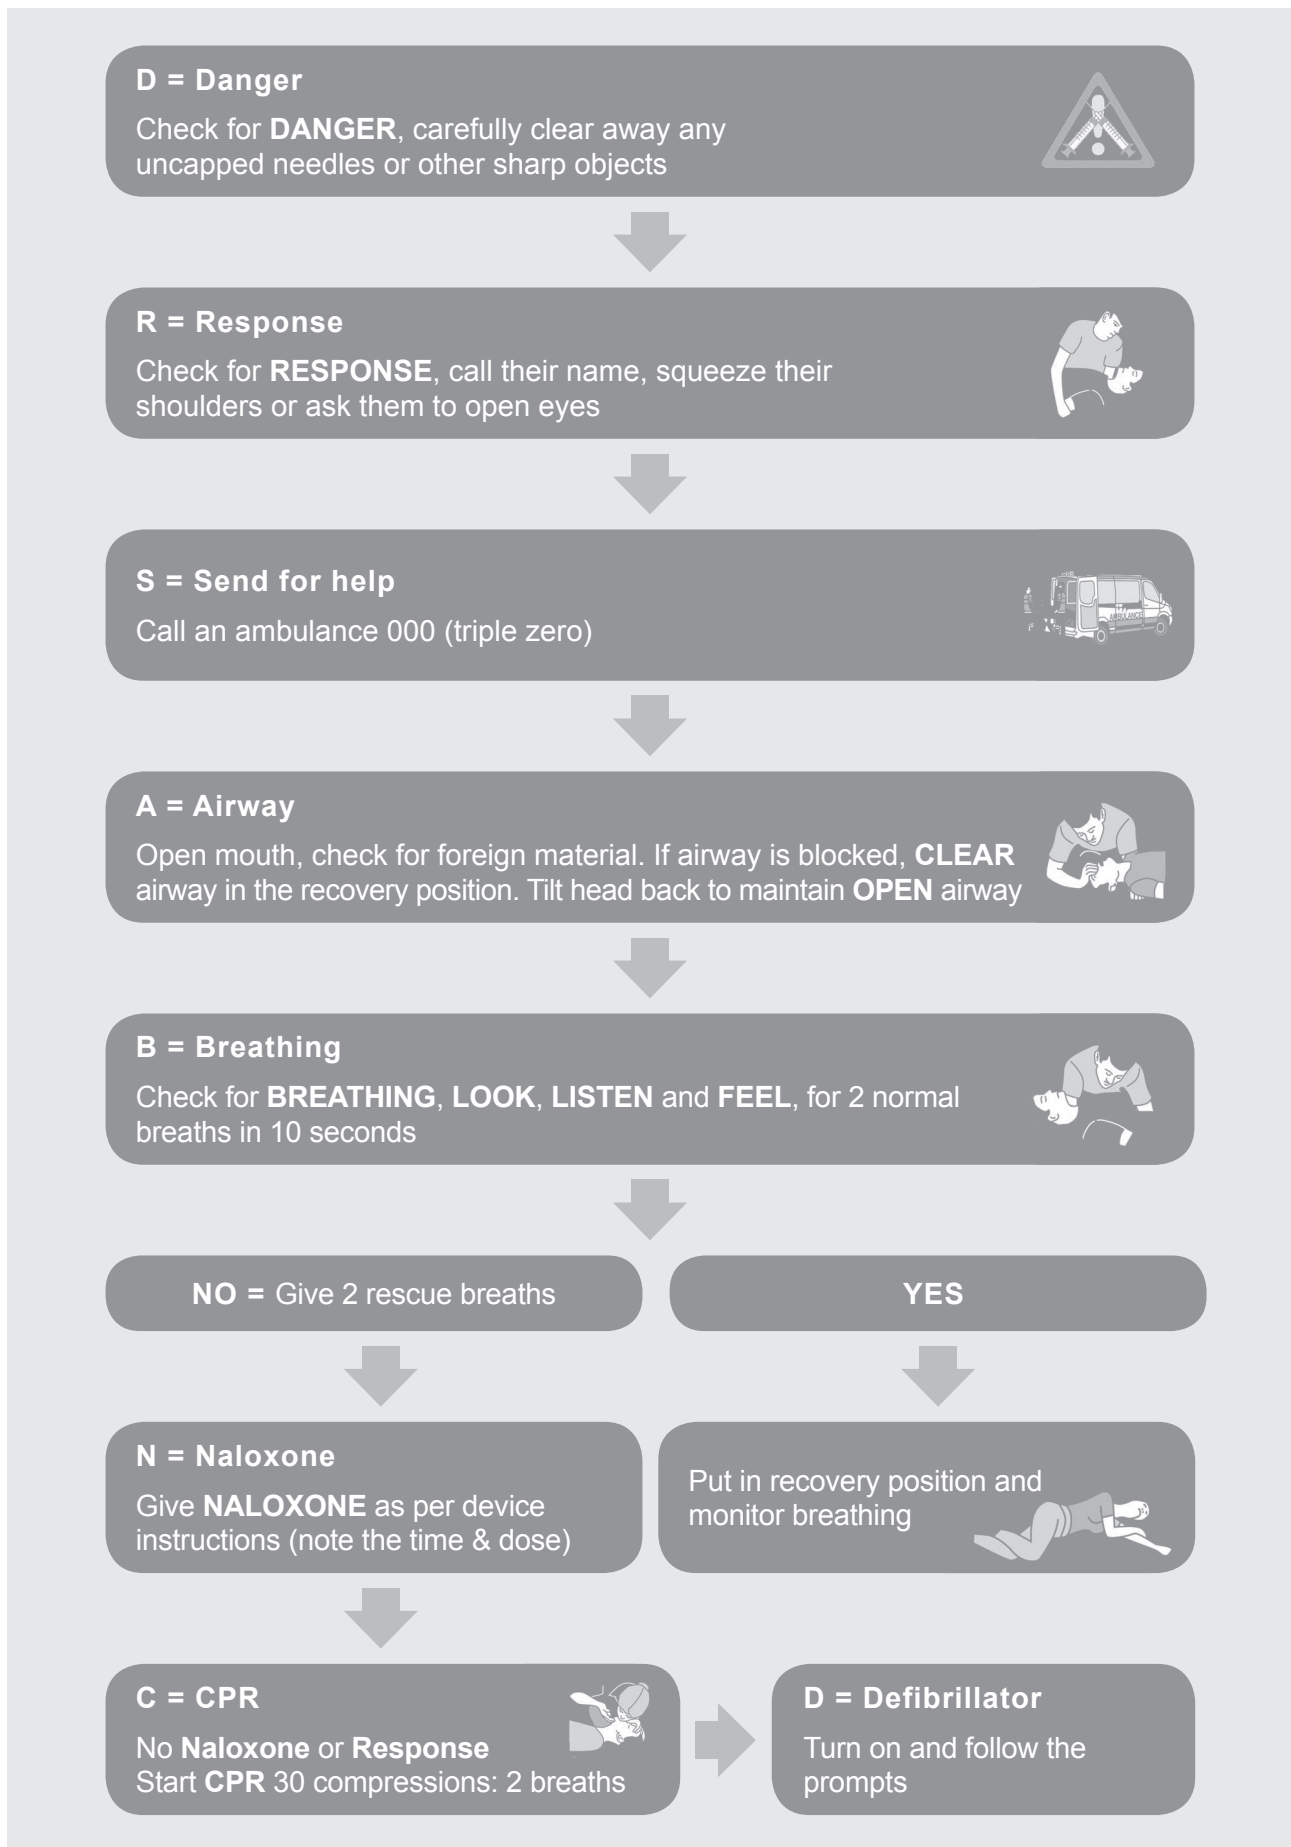 D = Danger
Check for DANGER, carefully clear away any
uncapped needles or other sharp objects
R = Response
Check for RESPONSE, call their name, squeeze their
shoulders or ask them to open eyes
S = Send for help
Call an ambulance 000 (triple zero)
AMBULANCE
A = Airway
Open mouth, check for foreign material. If airway is blocked, CLEAR
airway in the recovery position. Tilt head back to maintain OPEN airway
B = Breathing
Check for BREATHING, LOOK, LISTEN and FEEL, for 2 normal
breaths in 10 seconds
NO = Give 2 rescue breaths
YES
N = Naloxone
Give NALOXONE as per device
instructions (note the time & dose)
Put in recovery position and
monitor breathing
C = CPR
No Naloxone or Response
Start CPR 30 compressions: 2 breaths
D = Defibrillator
Turn on and follow the
prompts